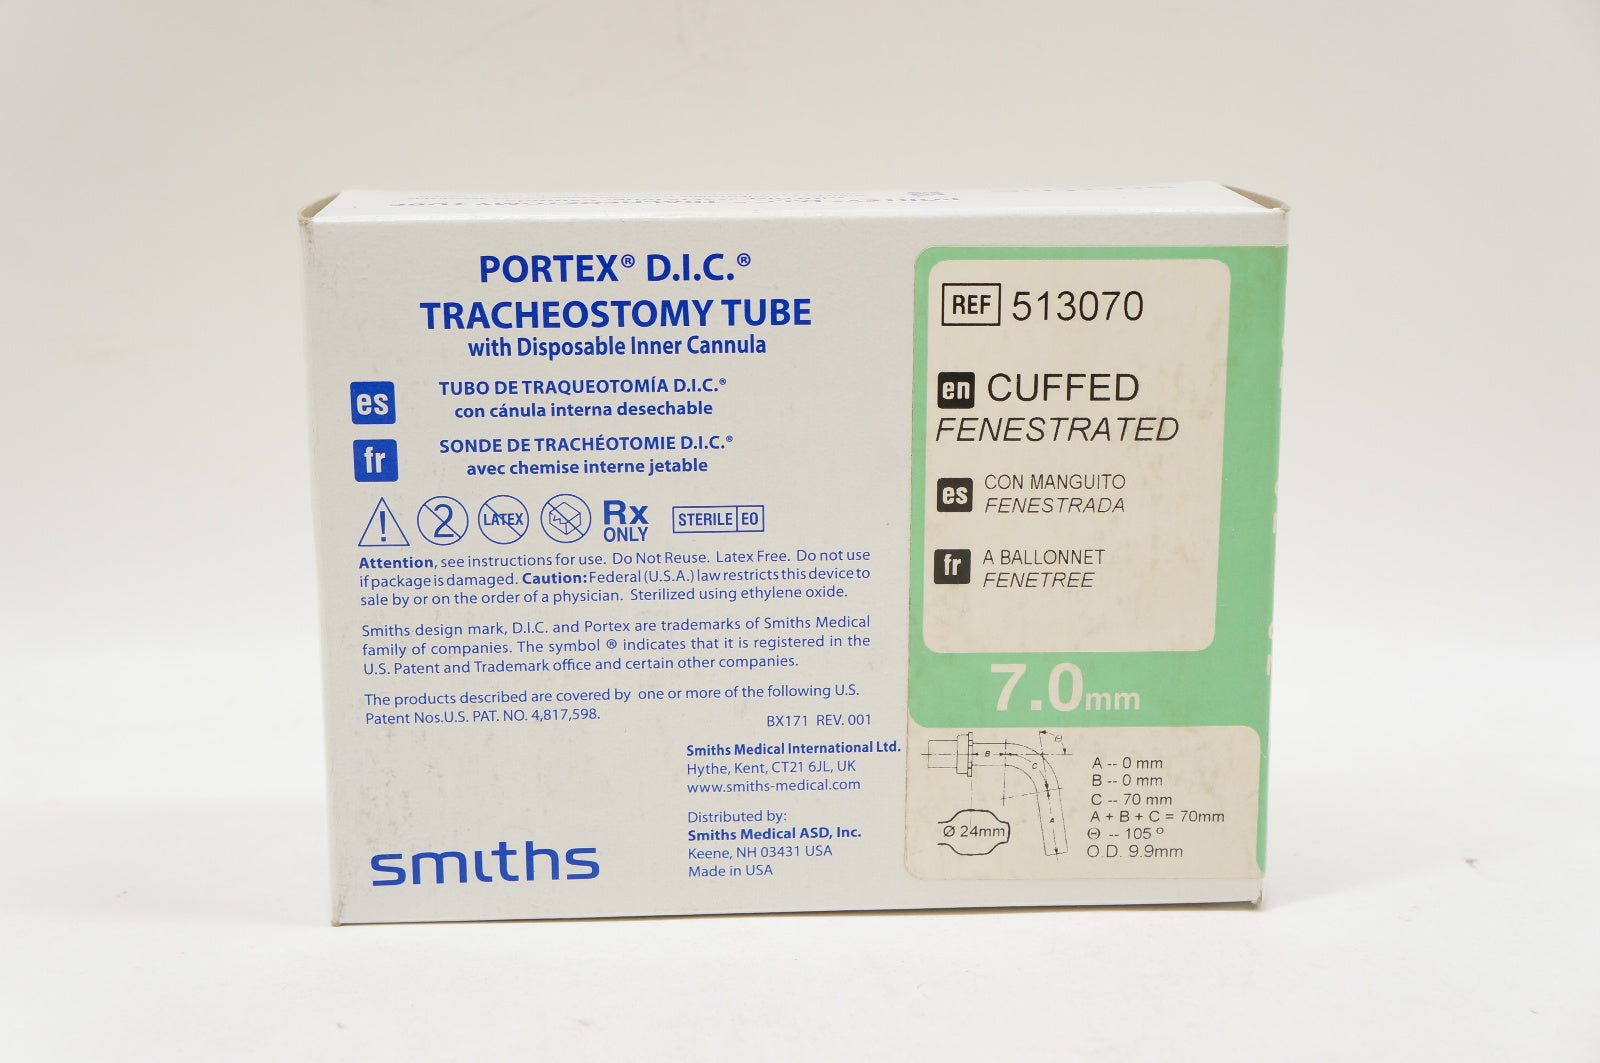 PORTEX® D.I.C.®
TRACHEOSTOMY TUBE
with Disposable Inner Cannula
es
TUBO DE TRAQUEOTOMÍA D.I.C.®
con cánula interna desechable
fr
SONDE DE TRACHÉOTOMIE D.I.C.®
avec chemise interne jetable
! 2 LATEX Rx ONLY STERILE EO
Attention, see instructions for use. Do Not Reuse. Latex Free. Do not use
if package is damaged. Caution: Federal (U.S.A.) law restricts this device to
sale by or on the order of a physician. Sterilized using ethylene oxide.
Smiths design mark, D.I.C. and Portex are trademarks of Smiths Medical
family of companies. The symbol ® indicates that it is registered in the
U.S. Patent and Trademark office and certain other companies.
The products described are covered by one or more of the following U.S.
Patent Nos.U.S. PAT. NO. 4,817,598.
BX171 REV. 001
Smiths Medical International Ltd.
Hythe, Kent, CT21 6JL, UK
www.smiths-medical.com
Distributed by:
Smiths Medical ASD, Inc.
Keene, NH 03431 USA
Made in USA
smiths
REF 513070
en CUFFED
FENESTRATED
es CON MANGUITO
FENESTRADA
fr A BALLONNET
FENETREE
7.0mm
Θ
B
C
A
Ø 24mm
A -- 0 mm
B -- 0 mm
C -- 70 mm
A + B + C = 70mm
Θ -- 105 º
O.D. 9.9mm